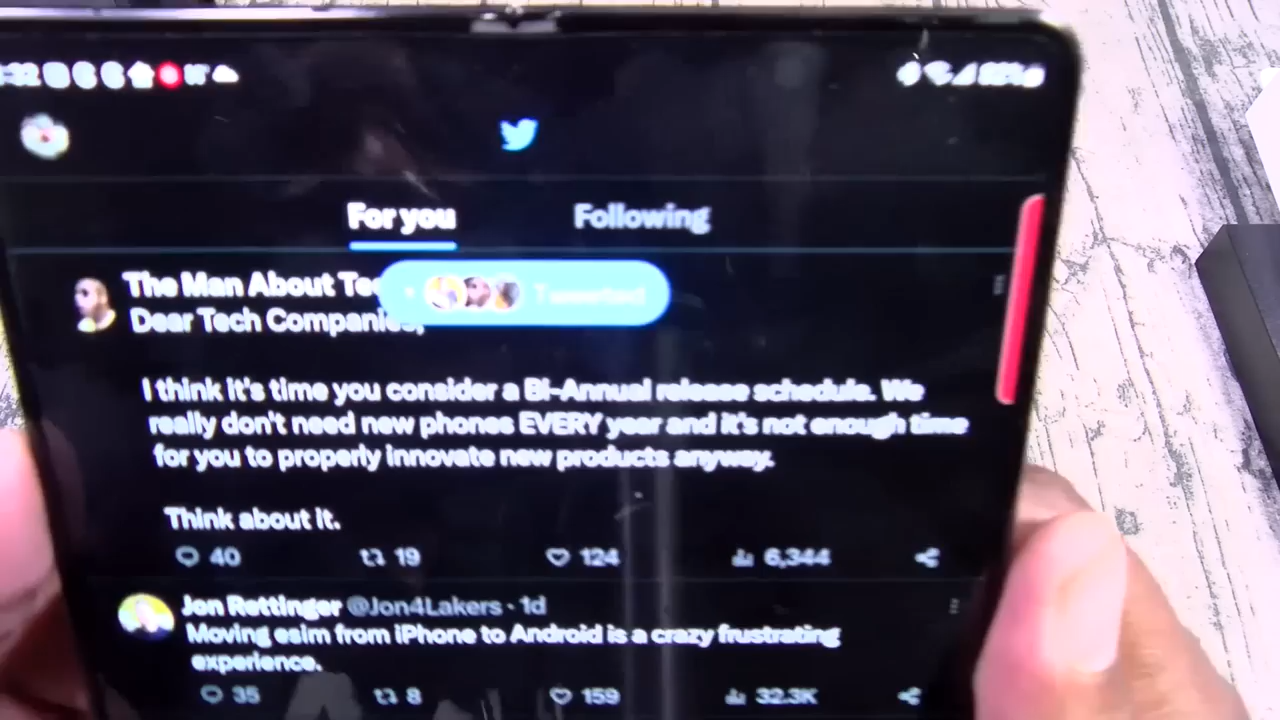 For you
Following
Tweeted
The Man About Te
Dear Tech Companies,
I think it's time you consider a Bi-Annual release schedule. We
really don't need new phones EVERY year and it's not enough time
for you to properly innovate new products anyway.
Think about it.
40 19 124 6,344
Jon Rettinger @Jon4Lakers · 1d
Moving esim from iPhone to Android is a crazy frustrating
experience.
35 8 159 32.3K